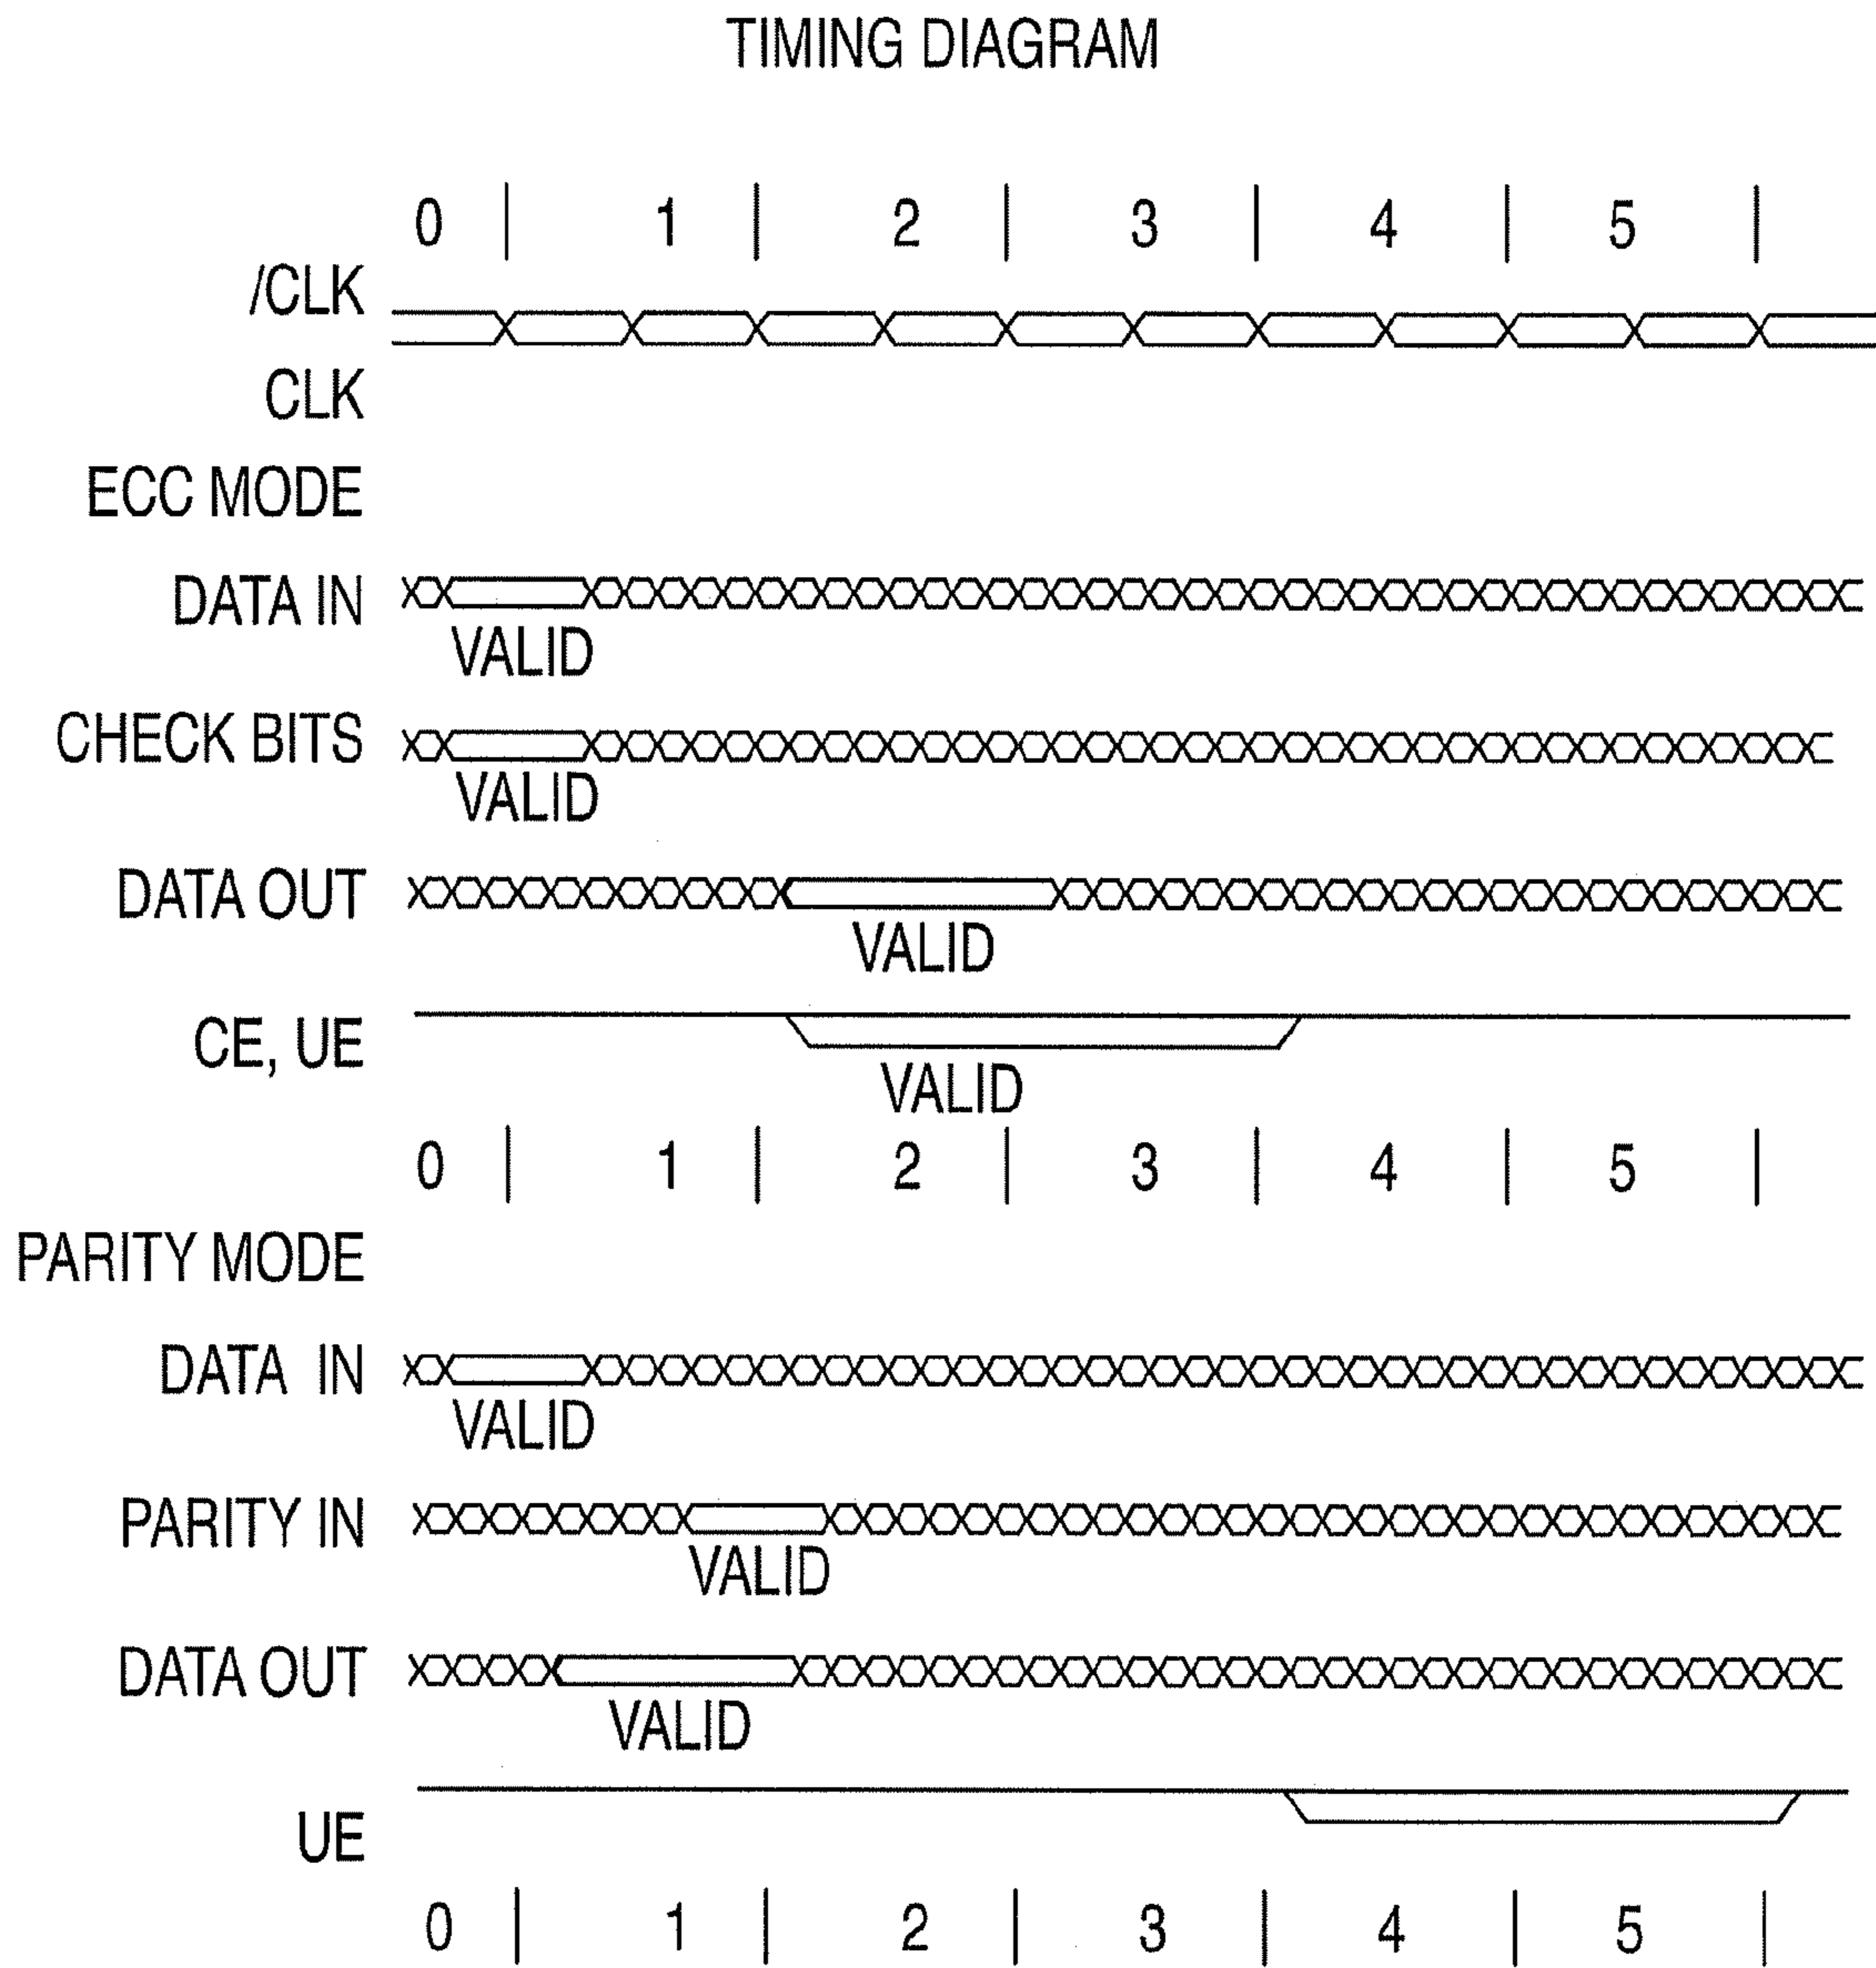 TIMING DIAGRAM
0 | 1 | 2 | 3 | 4 | 5 |
/CLK
CLK
ECC MODE
DATA IN
VALID
CHECK BITS
VALID
DATA OUT
VALID
CE, UE
VALID
0 | 1 | 2 | 3 | 4 | 5 |
PARITY MODE
DATA IN
VALID
PARITY IN
VALID
DATA OUT
VALID
UE
0 | 1 | 2 | 3 | 4 | 5 |